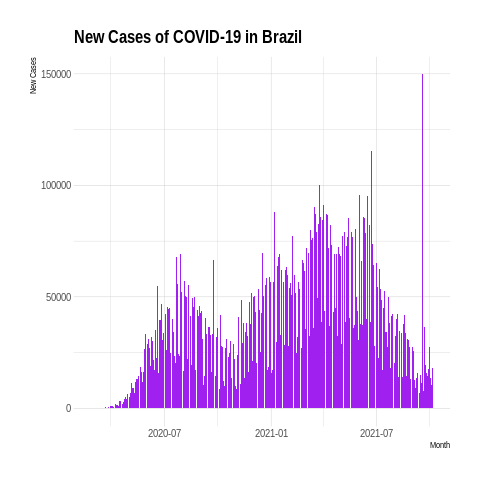 New Cases of COVID-19 in Brazil
New Cases
150000
100000
50000
0
2020-07
2021-01
2021-07
Month